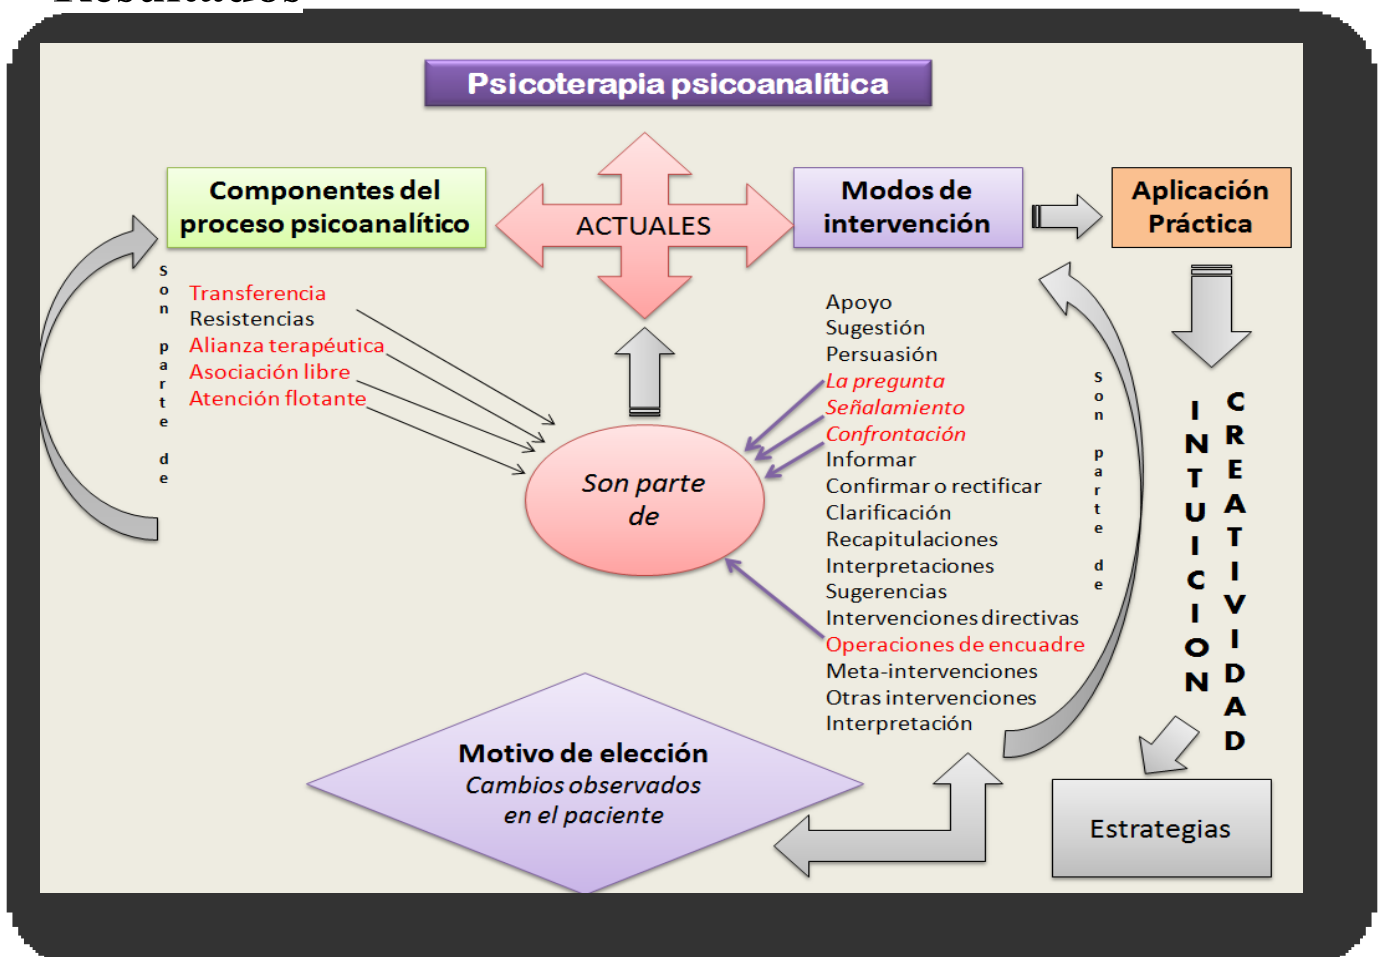 Resultados
Psicoterapia psicoanalítica
Componentes del
proceso psicoanalítico
ACTUALES
Modos de
intervención
Aplicación
Práctica
Son parte de
Transferencia
Resistencias
Alianza terapéutica
Asociación libre
Atención flotante
Son parte
de
Apoyo
Sugestión
Persuasión
La pregunta
Señalamiento
Confrontación
Informar
Confirmar o rectificar
Clarificación
Recapitulaciones
Interpretaciones
Sugerencias
Intervenciones directivas
Operaciones de encuadre
Meta-intervenciones
Otras intervenciones
Interpretación
Son parte de
INTUICION
CREATIVIDAD
Motivo de elección
Cambios observados
en el paciente
Estrategias